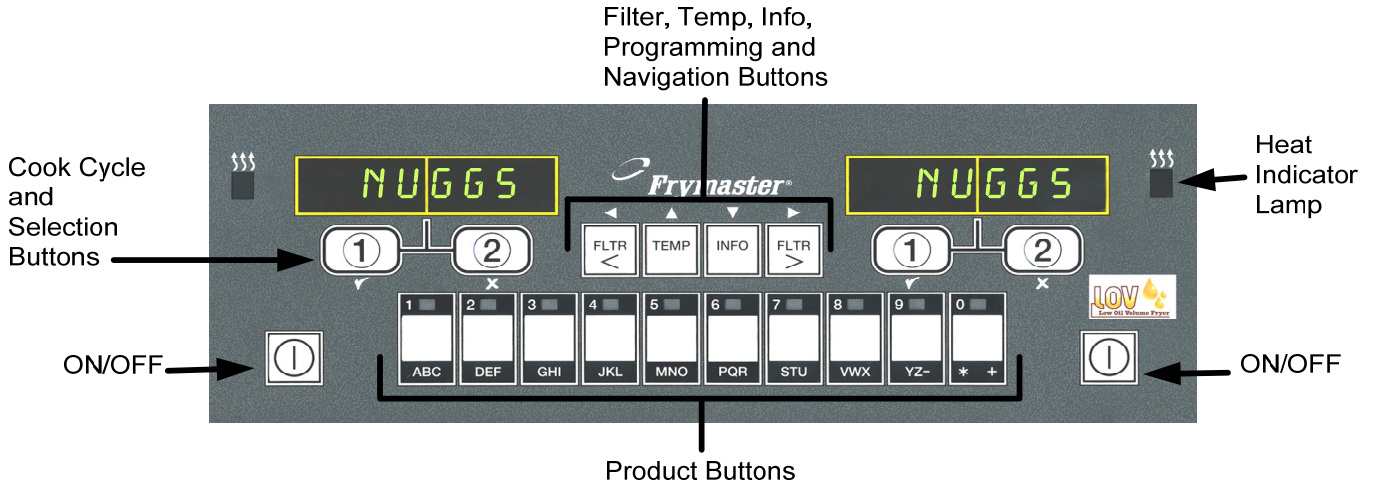 Filter, Temp, Info,
Programming and
Navigation Buttons
Cook Cycle
and
Selection
Buttons
Heat
Indicator
Lamp
NUGGS
NUGGS
Frymaster®
1
2
FLTR
<
TEMP
INFO
FLTR
>
1
2
LOV
Low Oil Volume Fryer
1 2 3 4 5 6 7 8 9 0
ABC DEF GHI JKL MNO PQR STU VWX YZ- * +
ON/OFF
ON/OFF
Product Buttons